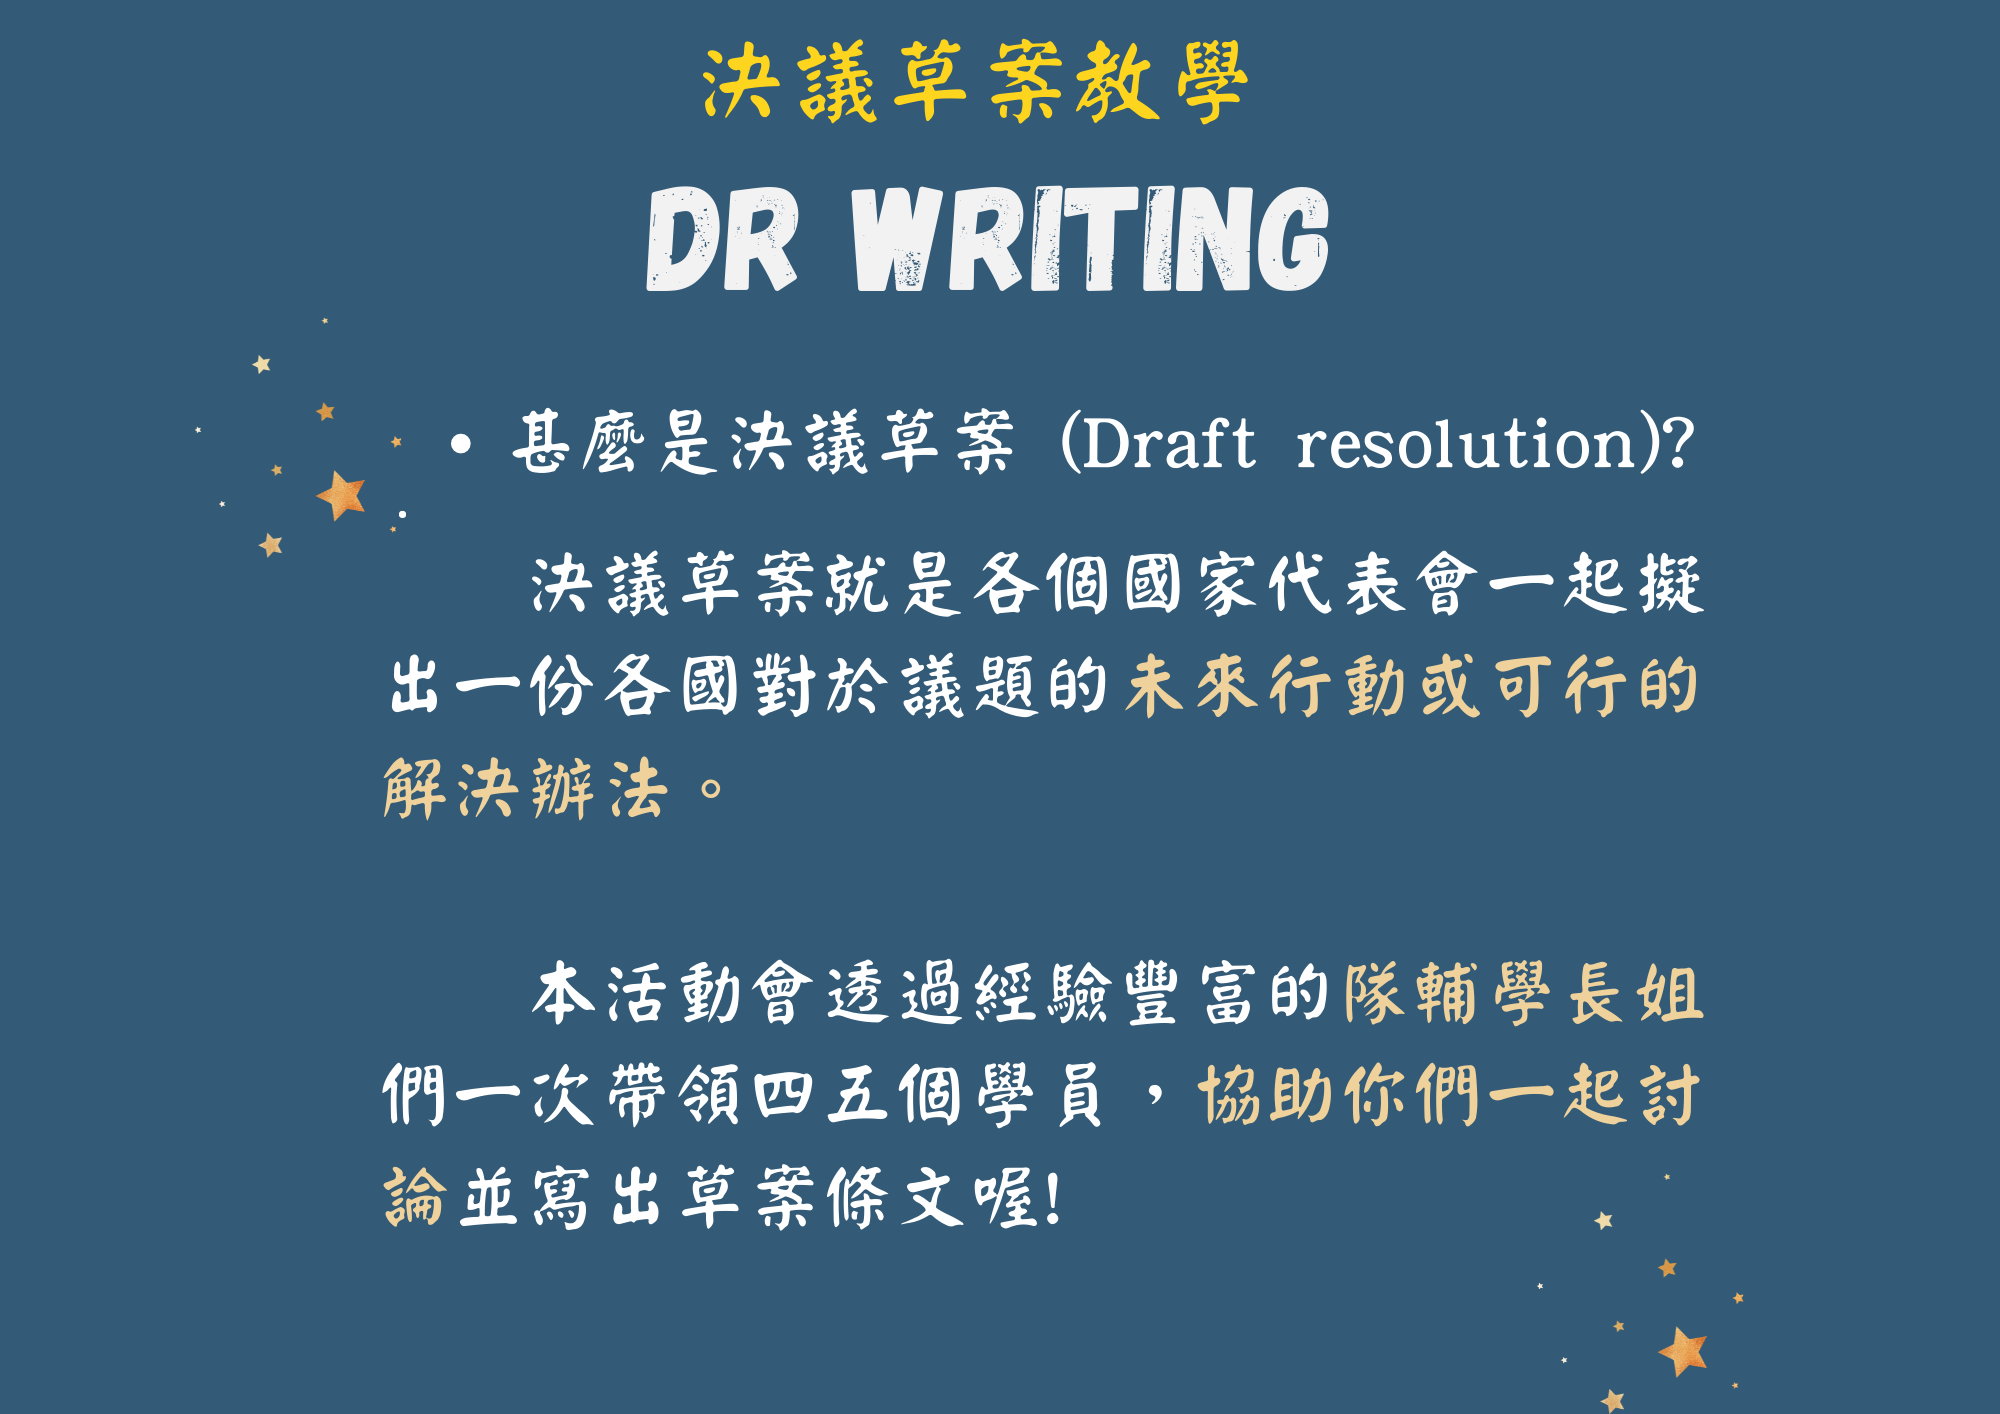 決議草案教學
DR WRITING
• 甚麼是決議草案 (Draft resolution)?
決議草案就是各個國家代表會一起擬
出一份各國對於議題的未來行動或可行的
解決辦法。
本活動會透過經驗豐富的隊輔學長姐
們一次帶領四五個學員，協助你們一起討
論並寫出草案條文喔!